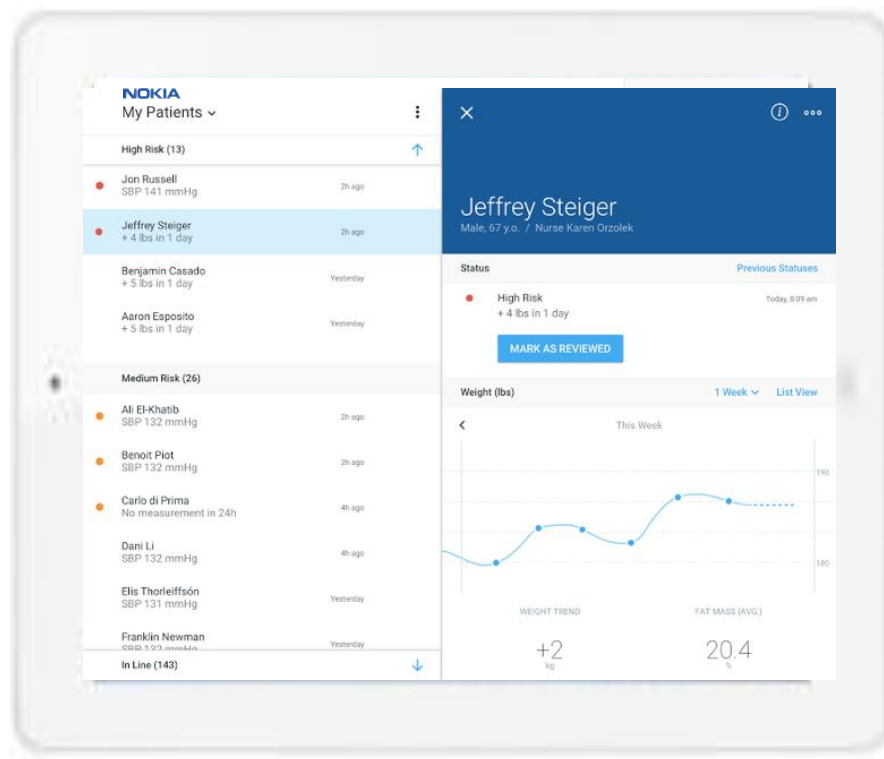 NOKIA
My Patients
High Risk (13)
Jon Russell
SBP 141 mmHg
2h ago
Jeffrey Steiger
+ 4 lbs in 1 day
2h ago
Benjamin Casado
+ 5 lbs in 1 day
Yesterday
Aaron Esposito
+ 5 lbs in 1 day
Yesterday
Medium Risk (26)
Ali El-Khatib
SBP 132 mmHg
2h ago
Benoit Piot
SBP 132 mmHg
2h ago
Carlo di Prima
No measurement in 24h
4h ago
Dani Li
SBP 132 mmHg
4h ago
Elis Thorleiffsón
SBP 131 mmHg
Yesterday
Franklin Newman
SBP 132 mmHg
Yesterday
In Line (143)
Jeffrey Steiger
Male, 67 y.o. / Nurse Karen Orzolek
Status
Previous Statuses
High Risk
Today, 8:09 am
+ 4 lbs in 1 day
MARK AS REVIEWED
Weight (lbs)
1 Week
List View
This Week
190
180
WEIGHT TREND
FAT MASS (AVG.)
+2
20.4
kg
%